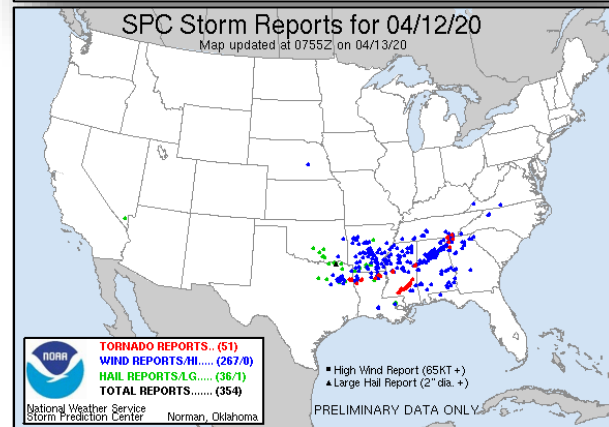 SPC Storm Reports for 04/12/20
Map updated at 0755Z on 04/13/20
TORNADO REPORTS.. (51)
WIND REPORTS/HI..... (267/0)
HAIL REPORTS/LG..... (36/1)
TOTAL REPORTS....... (354)
NOAA
National Weather Service
Storm Prediction Center Norman, Oklahoma
High Wind Report (65KT +)
Large Hail Report (2" dia. +)
PRELIMINARY DATA ONLY